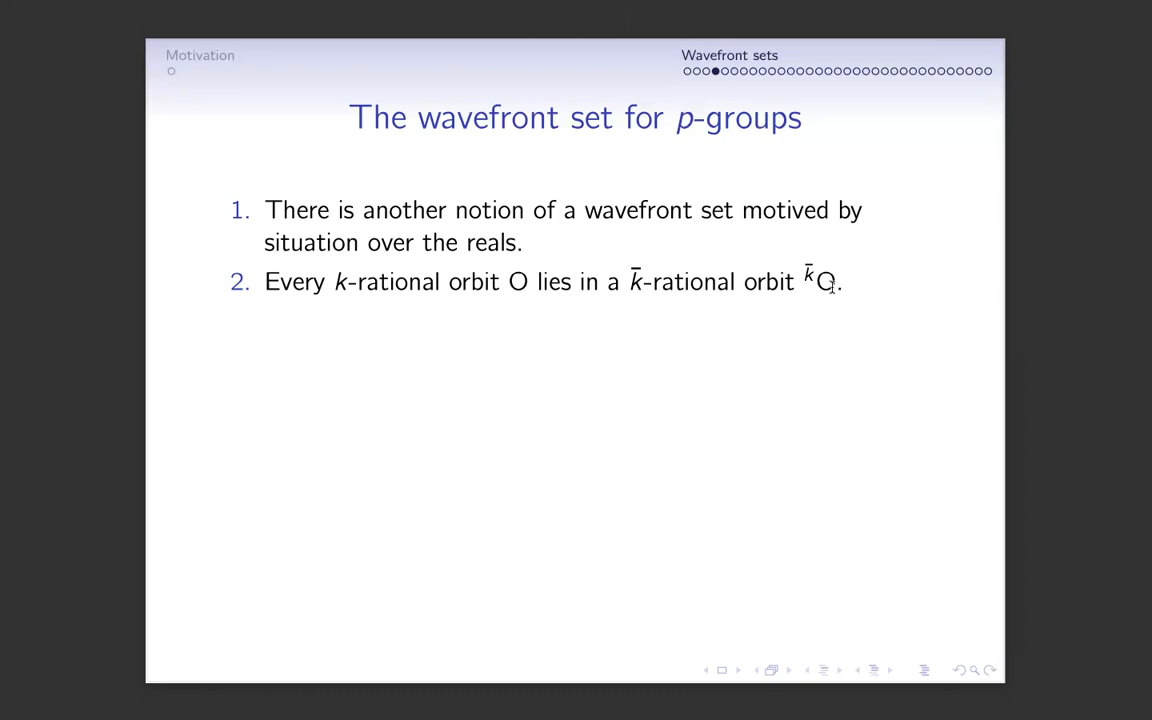 Motivation
Wavefront sets
The wavefront set for p-groups
1. There is another notion of a wavefront set motived by
situation over the reals.
2. Every k-rational orbit O lies in a k̄-rational orbit ᵏ̄O.